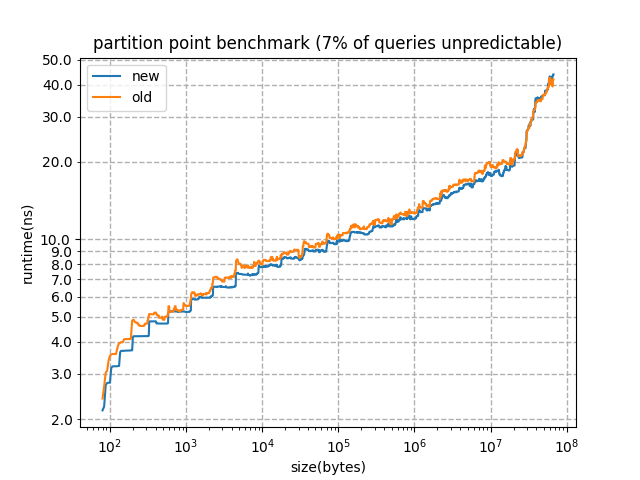 partition point benchmark (7% of queries unpredictable)
new
old
50.0
40.0
30.0
20.0
10.0
9.0
8.0
7.0
6.0
5.0
4.0
3.0
2.0
runtime(ns)
10² 10³ 10⁴ 10⁵ 10⁶ 10⁷ 10⁸
size(bytes)